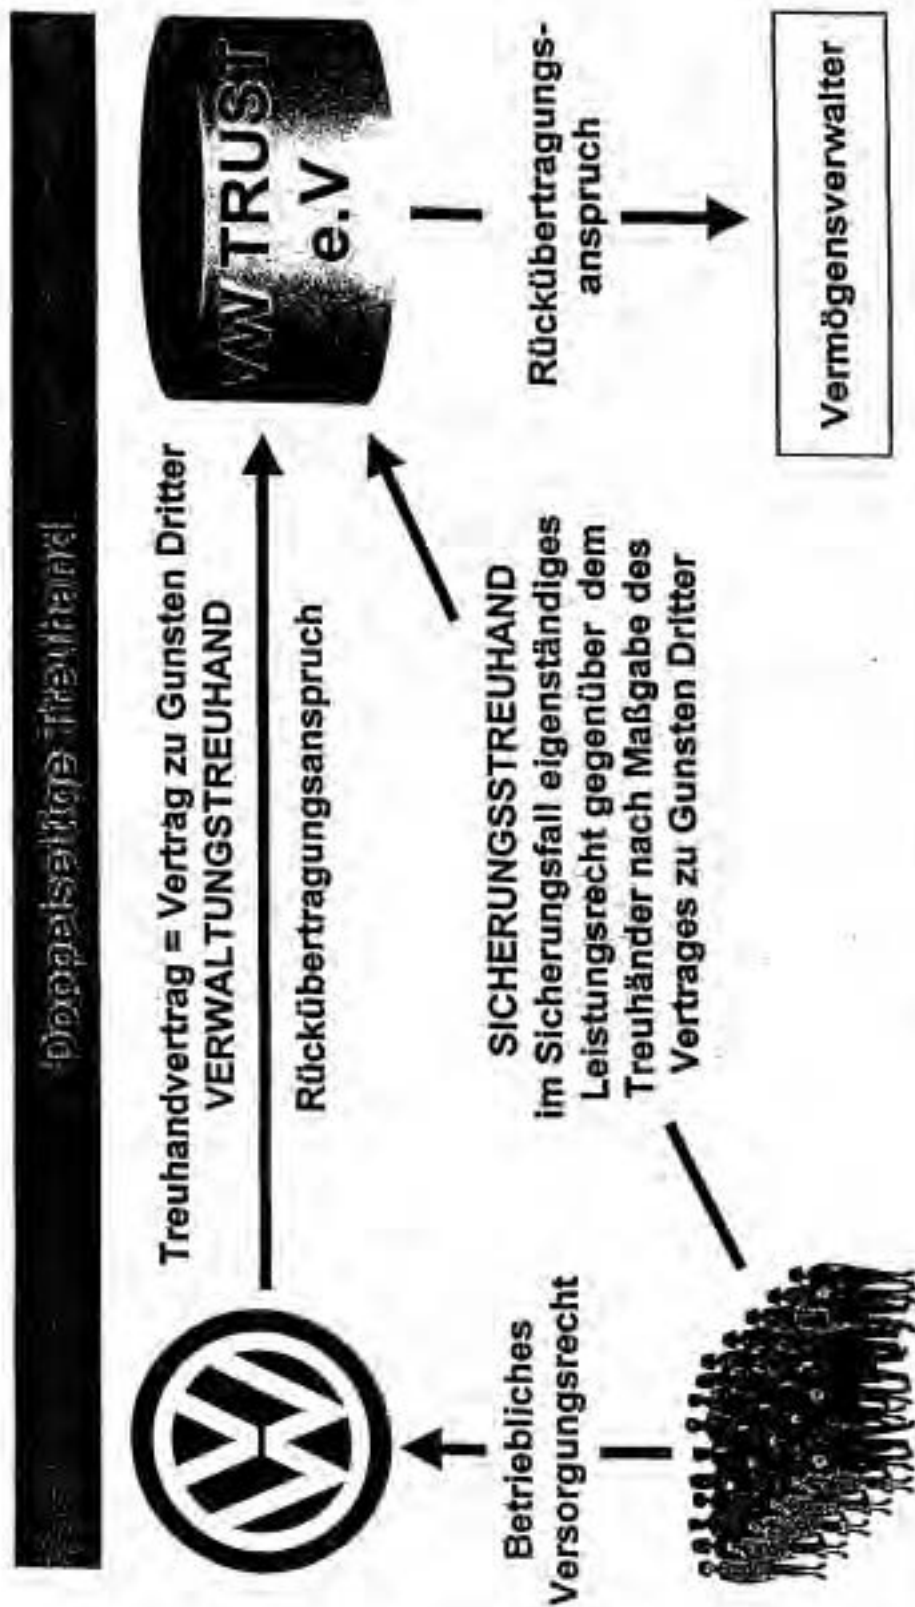 Doppelseitige Treuhand
Treuhandvertrag = Vertrag zu Gunsten Dritter
VERWALTUNGSTREUHAND
Rückübertragungsanspruch
VW TRUST
e.V
Betriebliches
Versorgungsrecht
SICHERUNGSSTREUHAND
im Sicherungsfall eigenständiges
Leistungsrecht gegenüber dem
Treuhänder nach Maßgabe des
Vertrages zu Gunsten Dritter
Rückübertragungs-
anspruch
Vermögensverwalter